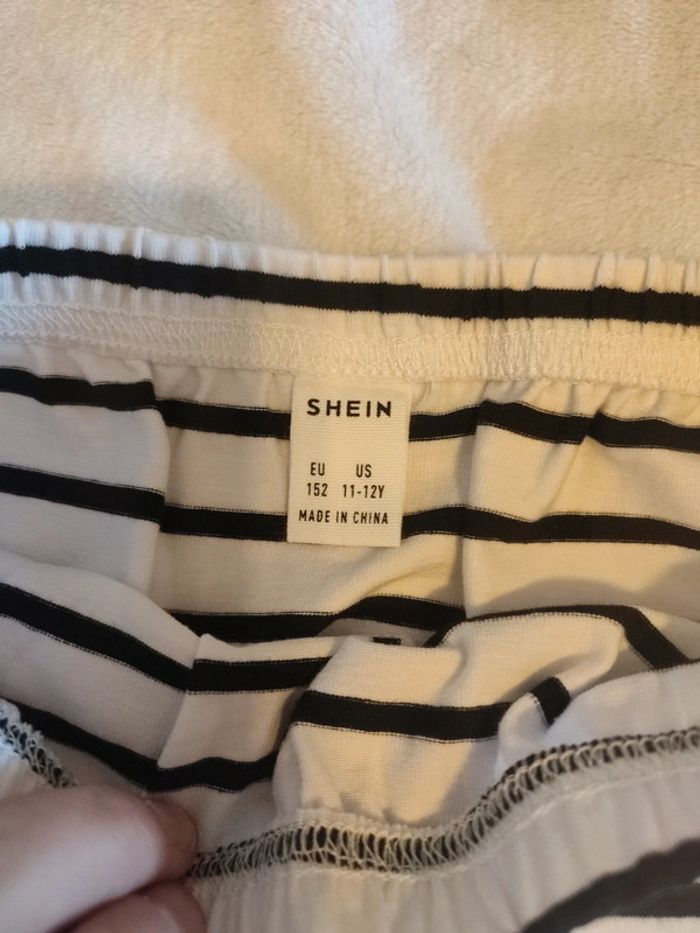 SHEIN
EU US
152 11-12Y
MADE IN CHINA